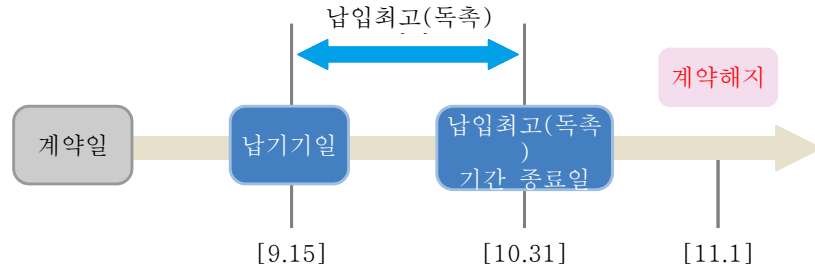 납입최고(독촉)
계약해지
계약일
납기기일
납입최고(독촉
)
기간 종료일
[9.15]
[10.31]
[11.1]